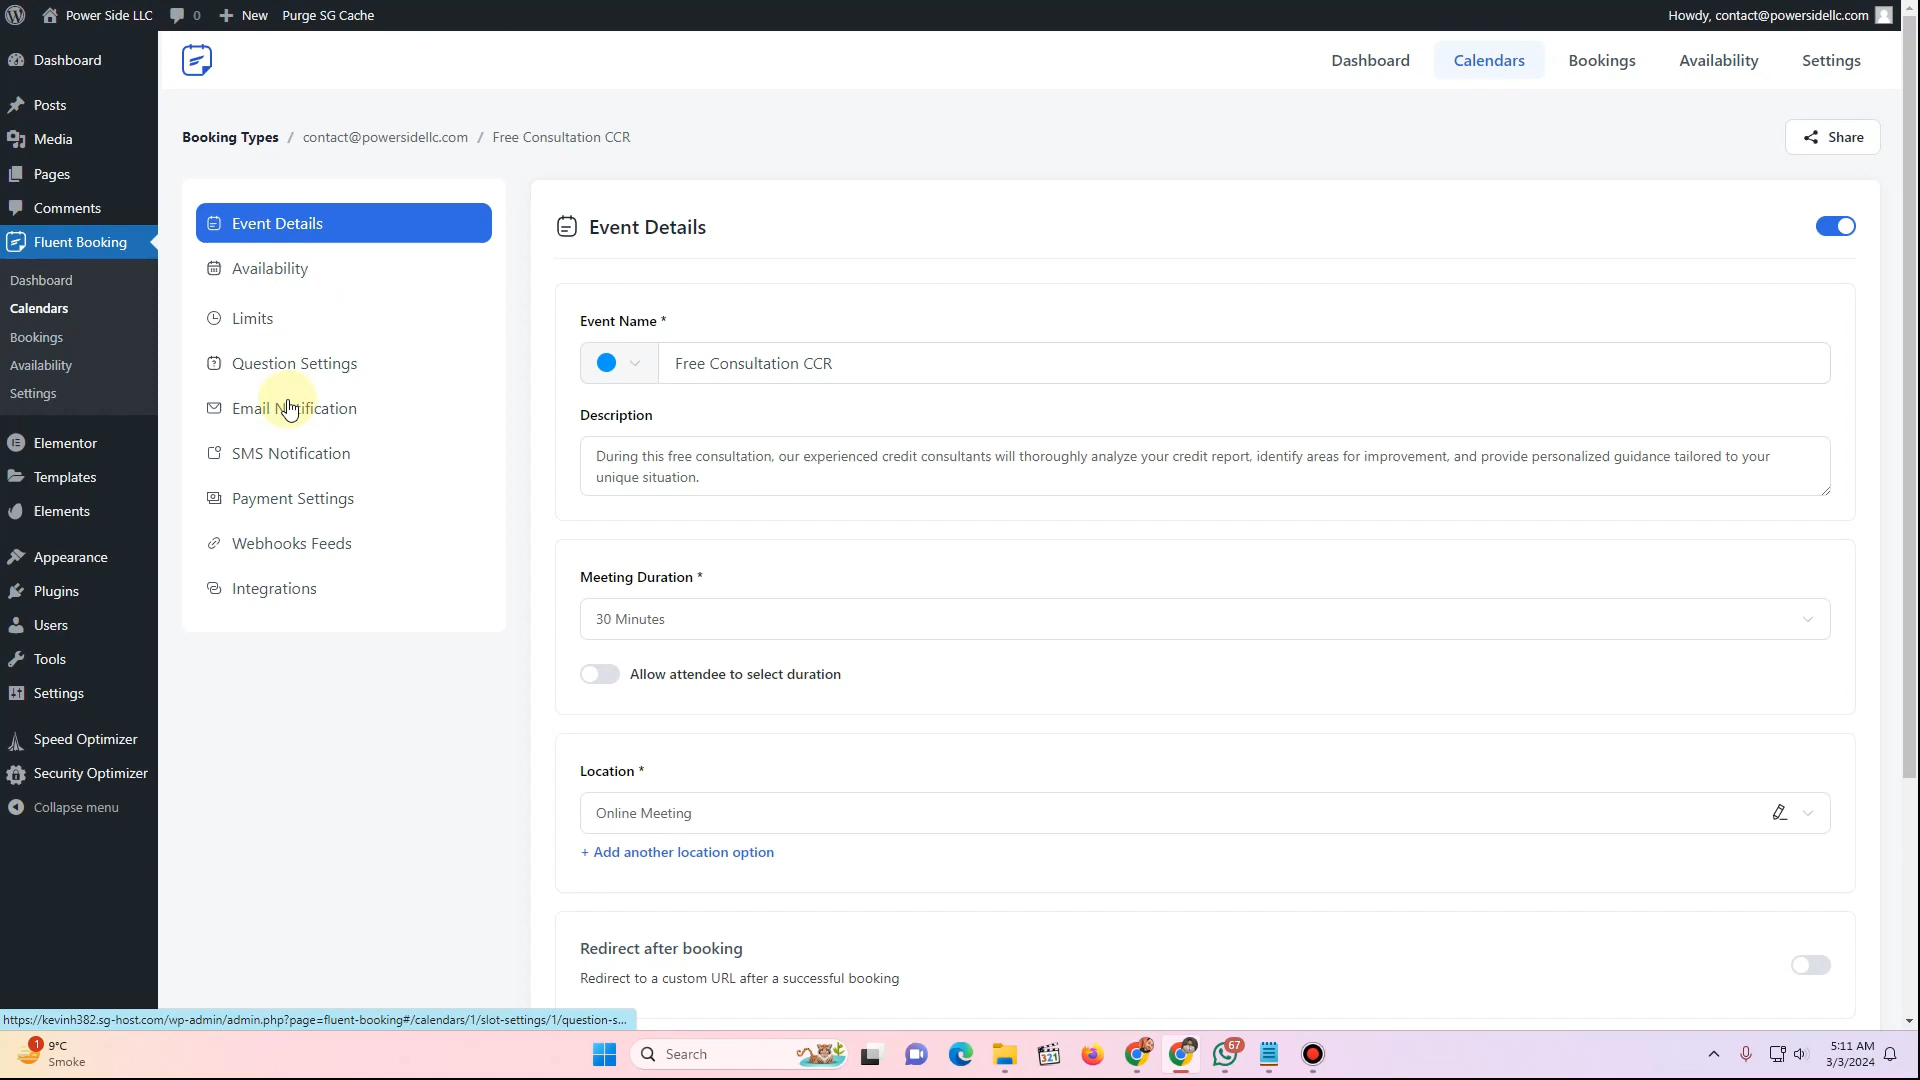 Power Side LLC
0
New
Purge SG Cache
Howdy, contact@powersidellc.com
Dashboard
Posts
Media
Pages
Comments
Fluent Booking
Dashboard
Calendars
Bookings
Availability
Settings
Elementor
Templates
Elements
Appearance
Plugins
Users
Tools
Settings
Speed Optimizer
Security Optimizer
Collapse menu
Dashboard
Calendars
Bookings
Availability
Settings
Booking Types / contact@powersidellc.com / Free Consultation CCR
Share
Event Details
Availability
Limits
Question Settings
Email Notification
SMS Notification
Payment Settings
Webhooks Feeds
Integrations
Event Details
Event Name *
Free Consultation CCR
Description
During this free consultation, our experienced credit consultants will thoroughly analyze your credit report, identify areas for improvement, and provide personalized guidance tailored to your
unique situation.
Meeting Duration *
30 Minutes
Allow attendee to select duration
Location *
Online Meeting
+ Add another location option
Redirect after booking
Redirect to a custom URL after a successful booking
https://kevinh382.sg-host.com/wp-admin/admin.php?page=fluent-booking#/calendars/1/slot-settings/1/question-s...
1
9°C
Smoke
Search
321
67
5:11 AM
3/3/2024